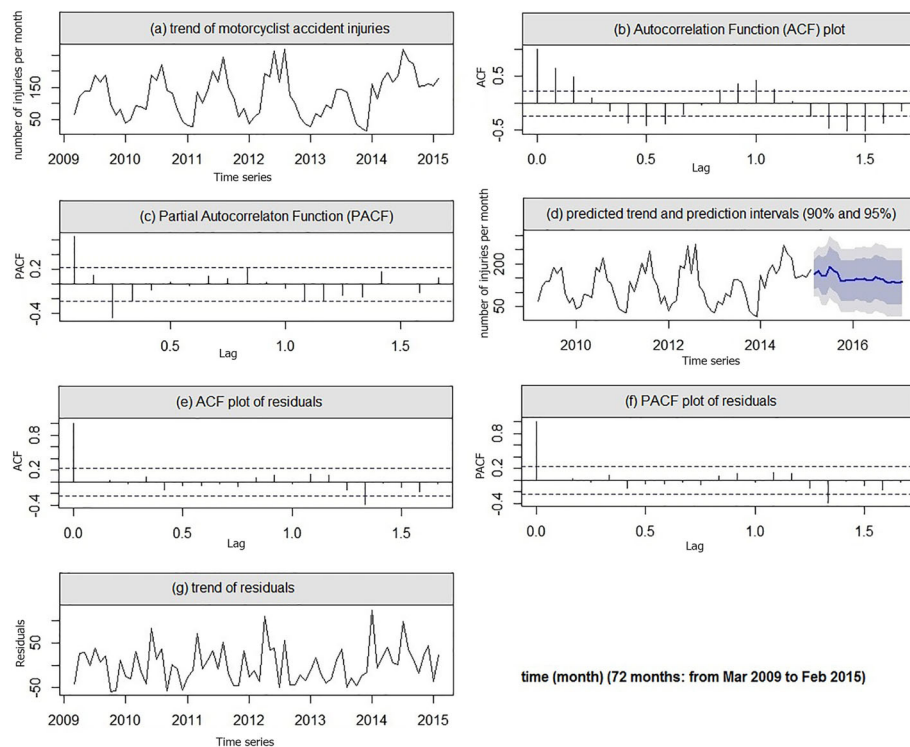 (a) trend of motorcyclist accident injuries
number of injuries per month
50 150
2009 2010 2011 2012 2013 2014 2015
Time series
(b) Autocorrelation Function (ACF) plot
ACF
-0.5 0.5
0.0 0.5 1.0 1.5
Lag
(c) Partial Autocorrelaton Function (PACF)
PACF
-0.4 0.2
0.5 1.0 1.5
Lag
(d) predicted trend and prediction intervals (90% and 95%)
number of injuries per month
50 200
2010 2012 2014 2016
Time series
(e) ACF plot of residuals
ACF
-0.4 0.2 0.8
0.0 0.5 1.0 1.5
Lag
(f) PACF plot of residuals
PACF
-0.4 0.2 0.8
0.0 0.5 1.0 1.5
Lag
(g) trend of residuals
Residuals
-50 50
2009 2010 2011 2012 2013 2014 2015
Time series
time (month) (72 months: from Mar 2009 to Feb 2015)